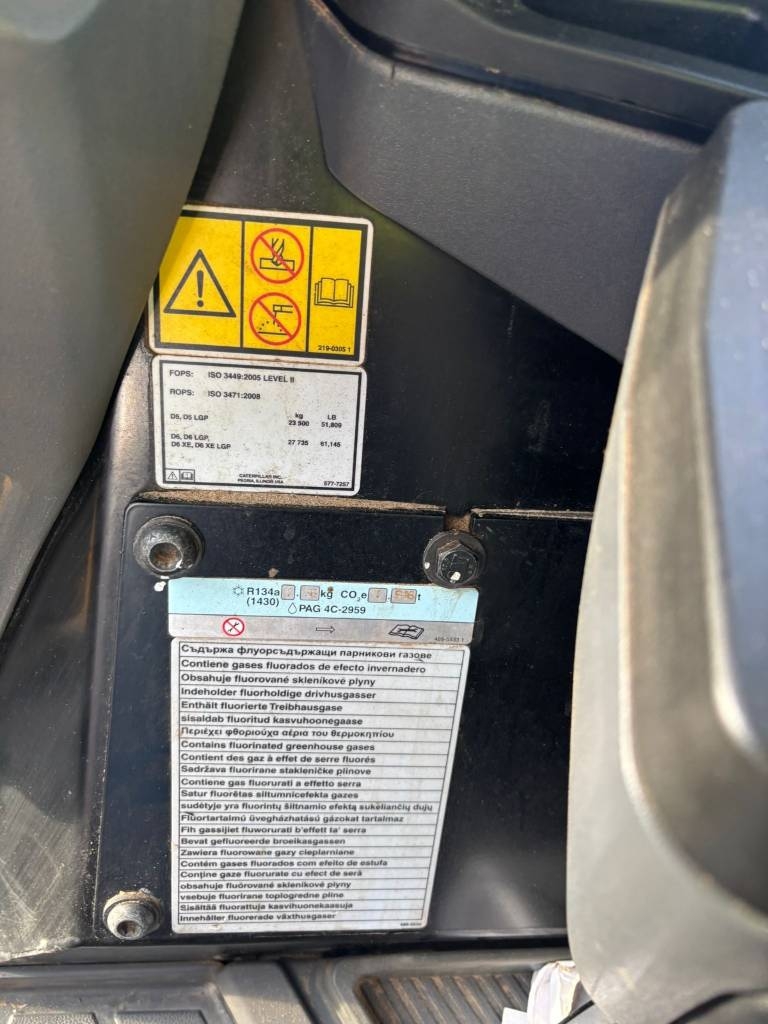 219-0305 1
FOPS: ISO 3449:2005 LEVEL II
ROPS: ISO 3471:2008
kg LB
D5, D5 LGP 23 500 51,809
D6, D6 LGP,
D6 XE, D6 XE LGP 27 735 61,145
CATERPILLAR INC.
PEORIA, ILLINOIS USA
577-7257
R134a kg CO₂e t
(1430) PAG 4C-2959
Съдържа флуорсъдържащи парникови газове
Contiene gases fluorados de efecto invernadero
Obsahuje fluorované skleníkové plyny
Indeholder fluorholdige drivhusgasser
Enthält fluorierte Treibhausgase
sisaldab fluoritud kasvuhoonegaase
Περιέχει φθοριούχα αέρια του θερμοκηπίου
Contains fluorinated greenhouse gases
Contient des gaz à effet de serre fluorés
Sadržava fluorirane stakleničke plinove
Contiene gas fluorurati a effetto serra
Satur fluorētas siltumnicefekta gazes
sudėtyje yra fluorintų šiltnamio efektą sukeliančių dujų
Fluortartalmú üvegházhatású gázokat tartalmaz
Fih gassijiet fluworurati b'effett ta' serra
Bevat gefluoreerde broeikasgassen
Zawiera fluorowane gazy cieplarniane
Contém gases fluorados com efeito de estufa
Conţine gaze fluorurate cu efect de seră
obsahuje fluórované skleníkové plyny
vsebuje fluorirane toplogredne pline
Sisältää fluorattuja kasvihuonekaasuja
Innehåller fluorerade växthusgaser